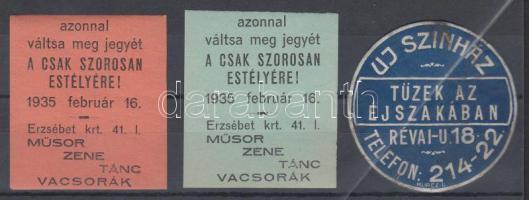 azonnal
váltsa meg jegyét
A CSAK SZOROSAN
ESTÉLYÉRE!
1935 február 16.
Erzsébet krt. 41. I.
MŰSOR
ZENE
TÁNC
VACSORÁK
azonnal
váltsa meg jegyét
A CSAK SZOROSAN
ESTÉLYÉRE!
1935 február 16.
Erzsébet krt. 41. I.
MŰSOR
ZENE
TÁNC
VACSORÁK
UJ SZINHÁZ
TÜZEK AZ
ÉJSZAKÁBAN
RÉVAI-U 18.
TELEFON: 214-22